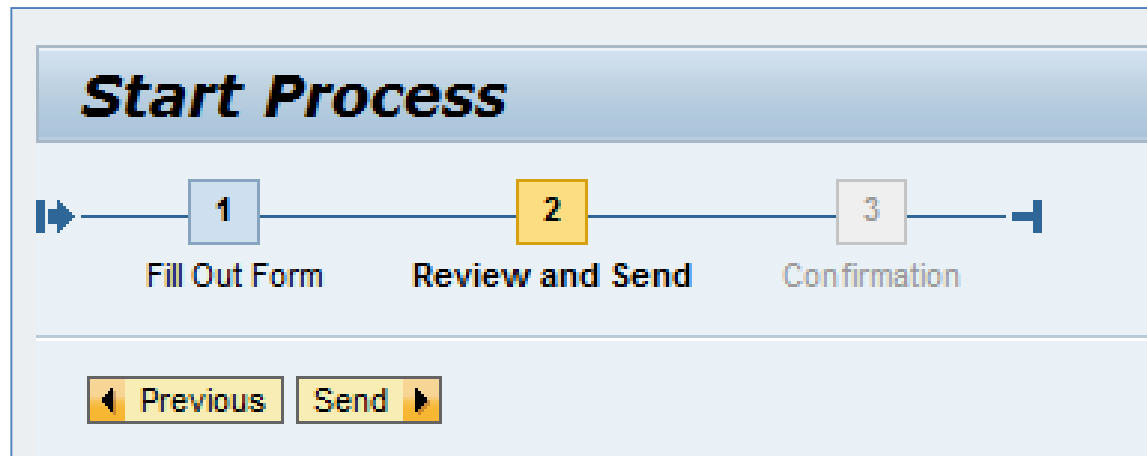 Start Process
1 2 3
Fill Out Form Review and Send Confirmation
Previous Send